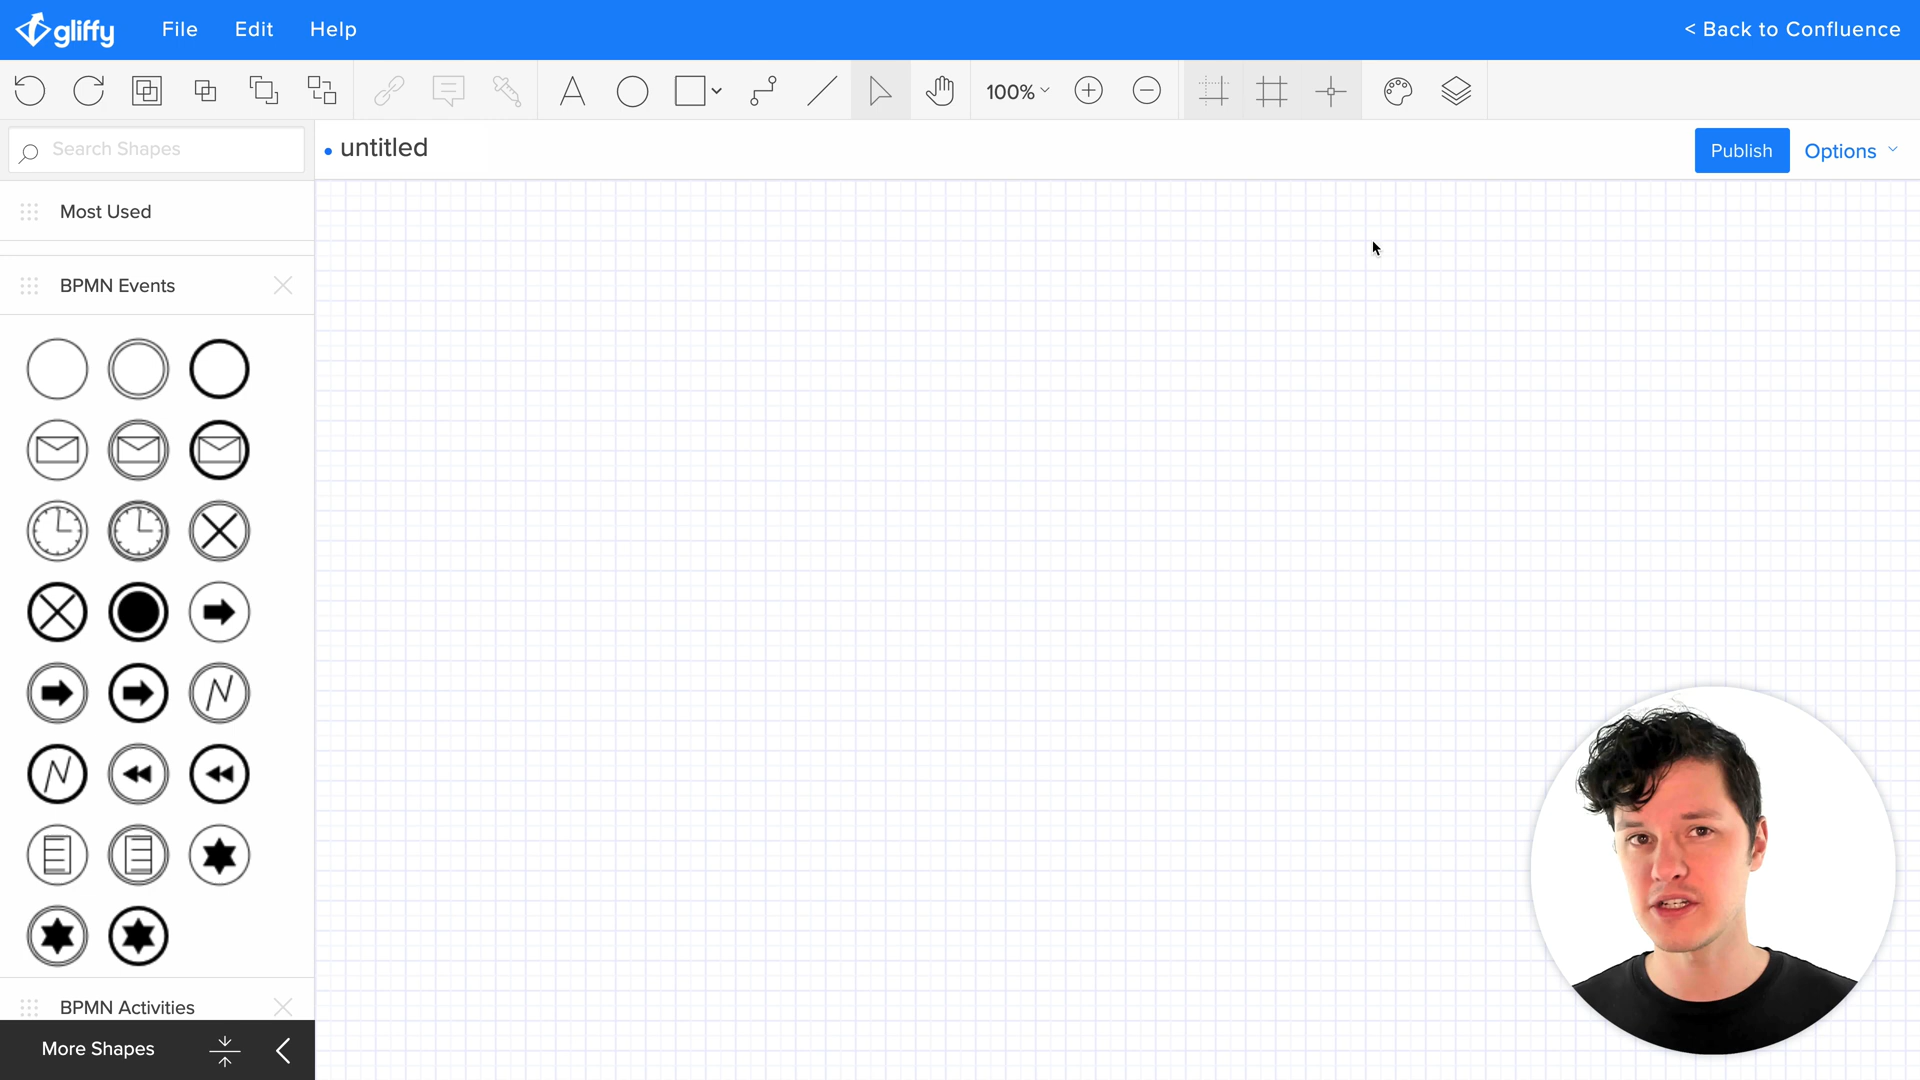 gliffy
File Edit Help
< Back to Confluence
100%
Search Shapes
untitled
Publish
Options
Most Used
BPMN Events
BPMN Activities
More Shapes